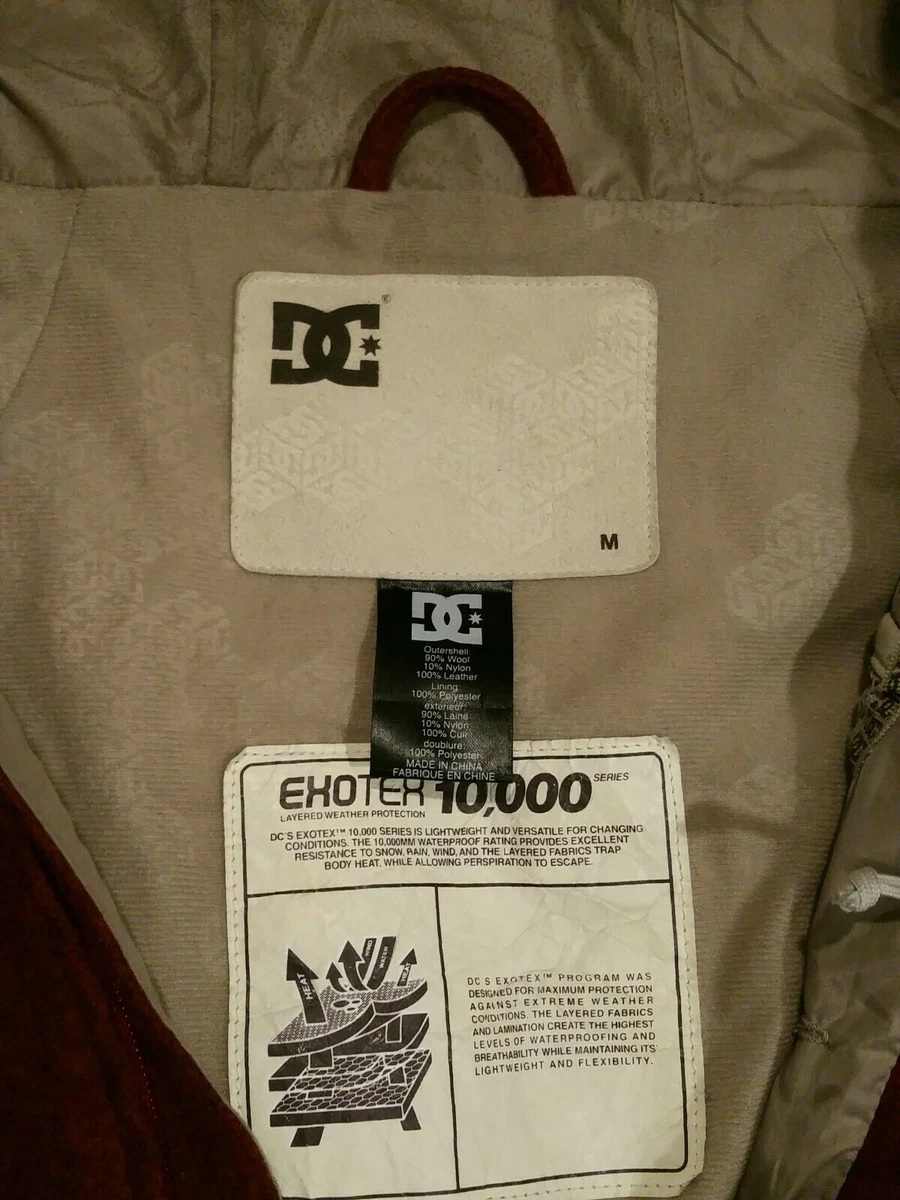 DC
®
M
DC
Outershell:
90% Wool
10% Nylon
100% Leather
Lining:
100% Polyester
extérieur:
90% Laine
10% Nylon
100% Cuir
doublure:
100% Polyester
MADE IN CHINA
FABRIQUE EN CHINE
EXOTEX 10,000 SERIES
LAYERED WEATHER PROTECTION
DC'S EXOTEX™ 10,000 SERIES IS LIGHTWEIGHT AND VERSATILE FOR CHANGING
CONDITIONS. THE 10,000MM WATERPROOF RATING PROVIDES EXCELLENT
RESISTANCE TO SNOW, RAIN, WIND, AND THE LAYERED FABRICS TRAP
BODY HEAT, WHILE ALLOWING PERSPIRATION TO ESCAPE.
HEAT
WIND
WATER
HEAT
DC'S EXOTEX™ PROGRAM WAS
DESIGNED FOR MAXIMUM PROTECTION
AGAINST EXTREME WEATHER
CONDITIONS. THE LAYERED FABRICS
AND LAMINATION CREATE THE HIGHEST
LEVELS OF WATERPROOFING AND
BREATHABILITY WHILE MAINTAINING ITS
LIGHTWEIGHT AND FLEXIBILITY.